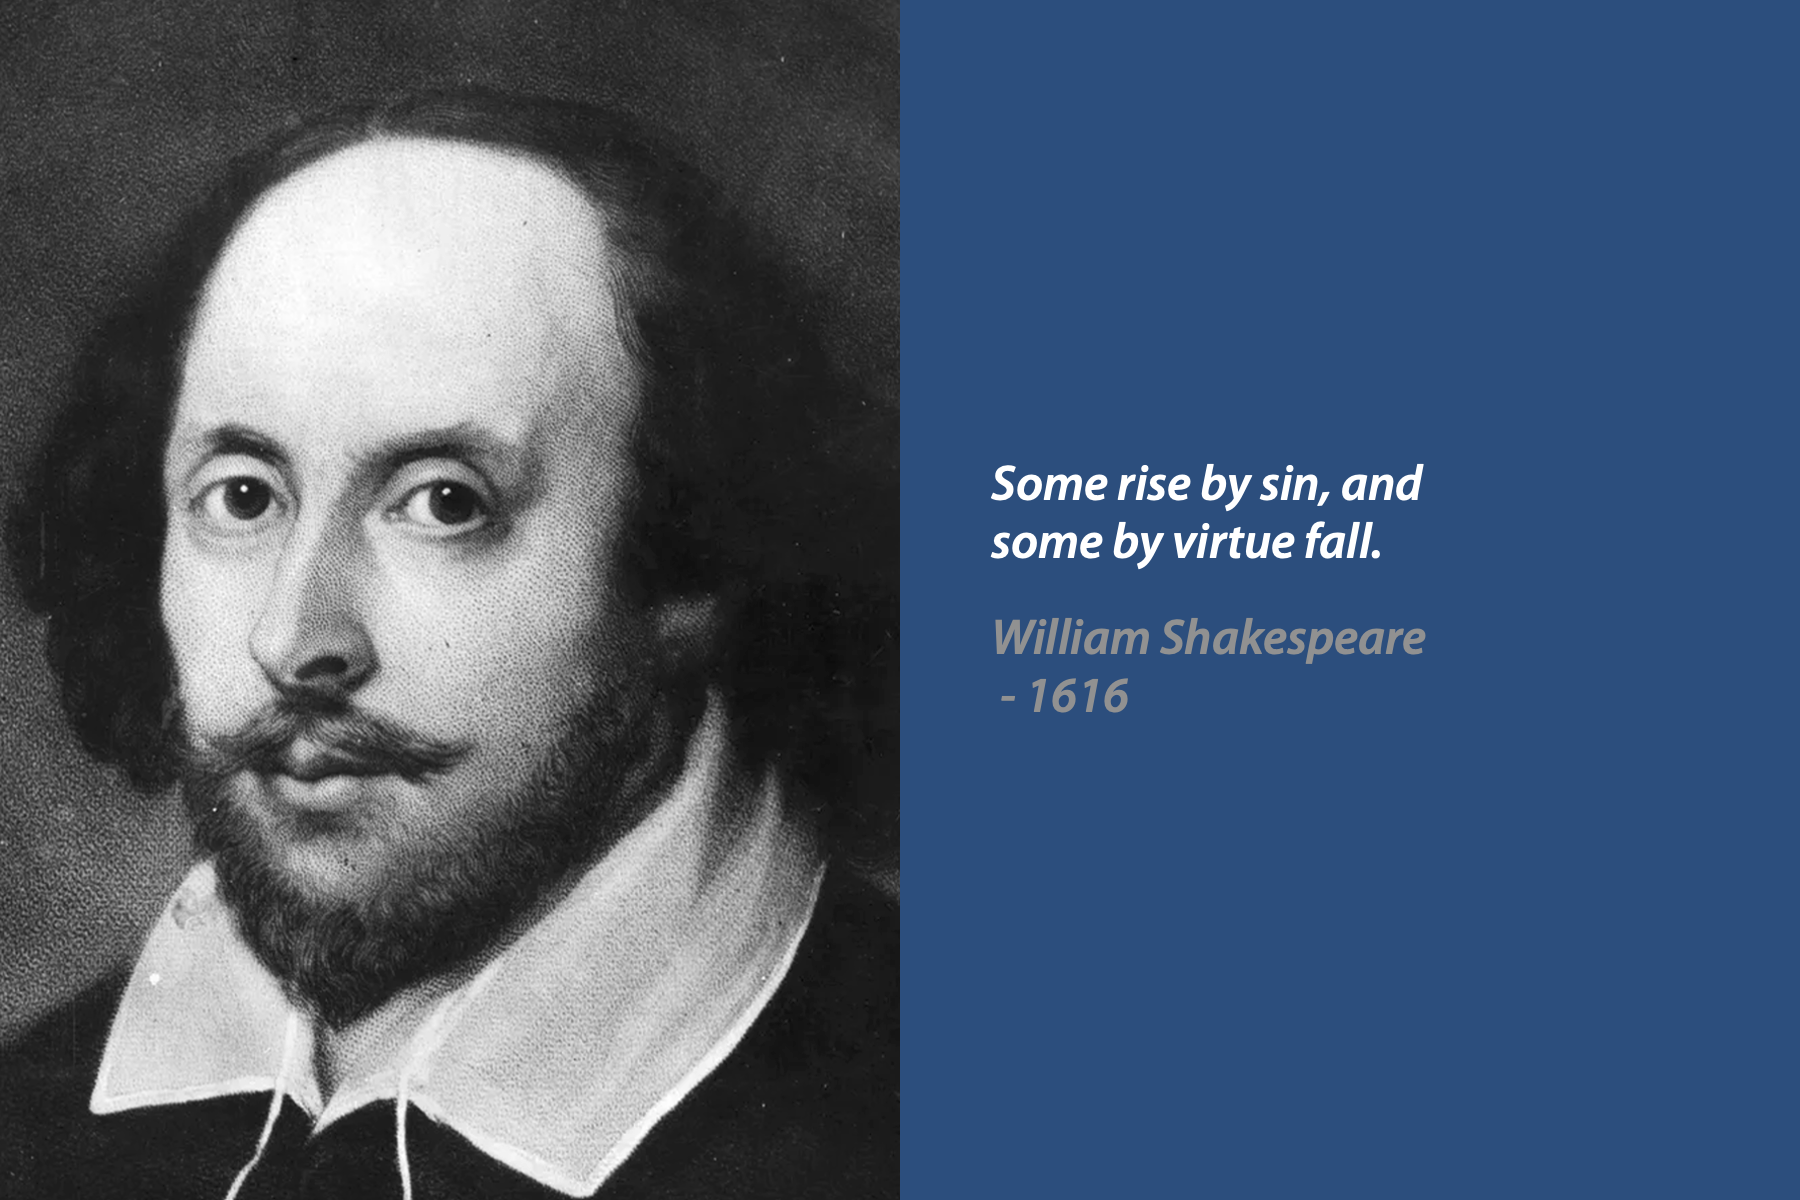 Some rise by sin, and
some by virtue fall.
William Shakespeare
- 1616